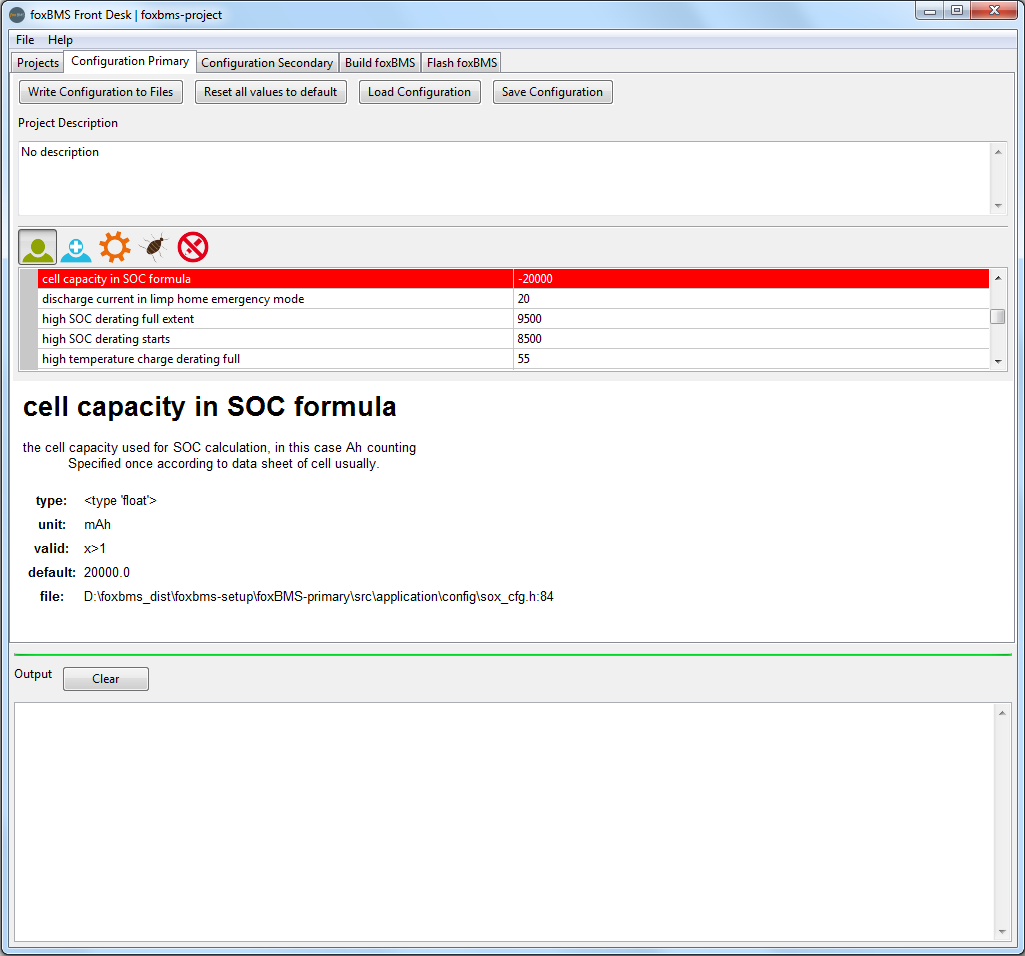 foxBMS Front Desk | foxbms-project
File Help
Projects Configuration Primary Configuration Secondary Build foxBMS Flash foxBMS
Write Configuration to Files Reset all values to default Load Configuration Save Configuration
Project Description
No description
cell capacity in SOC formula -20000
discharge current in limp home emergency mode 20
high SOC derating full extent 9500
high SOC derating starts 8500
high temperature charge derating full 55
cell capacity in SOC formula
the cell capacity used for SOC calculation, in this case Ah counting
Specified once according to data sheet of cell usually.
type: <type 'float'>
unit: mAh
valid: x>1
default: 20000.0
file: D:\foxbms_dist\foxbms-setup\foxBMS-primary\src\application\config\sox_cfg.h:84
Output Clear